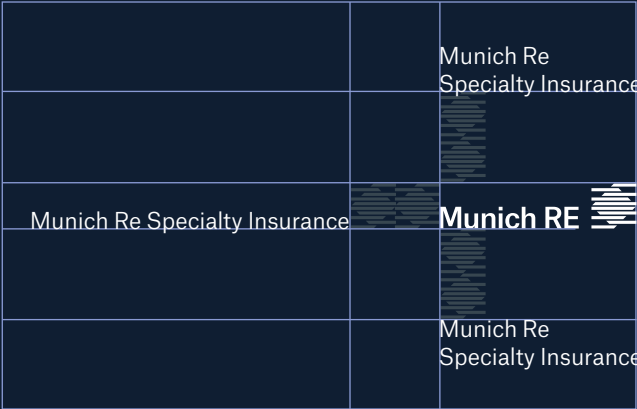 Munich Re
Specialty Insurance
Munich Re Specialty Insurance
Munich RE
Munich Re
Specialty Insurance